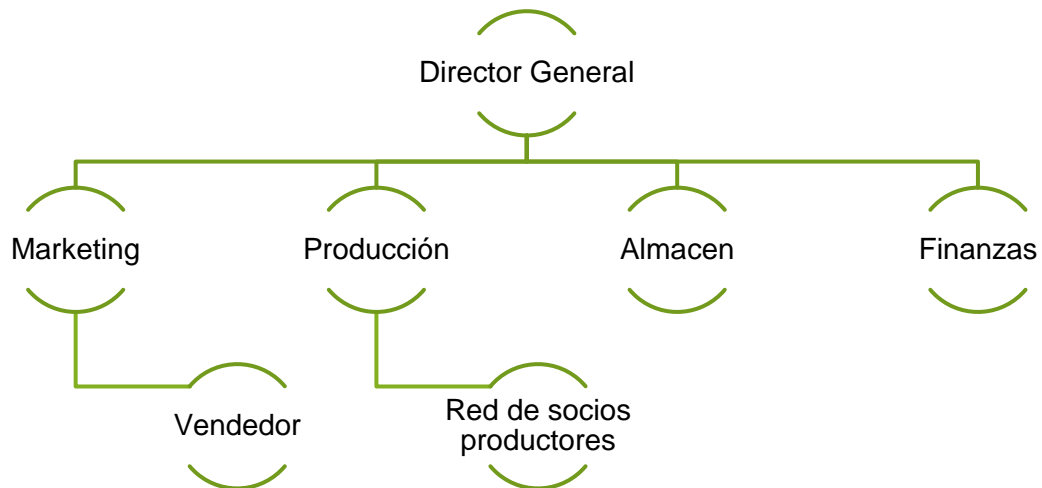 Director General
Marketing
Producción
Almacen
Finanzas
Vendedor
Red de socios
productores